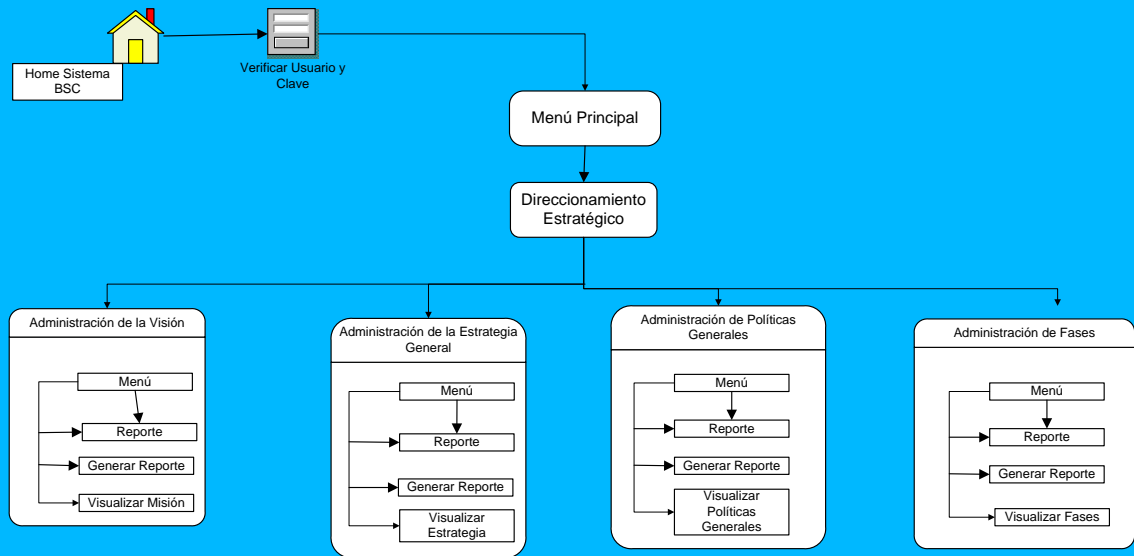 Home Sistema
BSC
Verificar Usuario y
Clave
Menú Principal
Direccionamiento
Estratégico
Administración de la Visión
Menú
Reporte
Generar Reporte
Visualizar Misión
Administración de la Estrategia
General
Menú
Reporte
Generar Reporte
Visualizar
Estrategia
Administración de Políticas
Generales
Menú
Reporte
Generar Reporte
Visualizar
Políticas
Generales
Administración de Fases
Menú
Reporte
Generar Reporte
Visualizar Fases